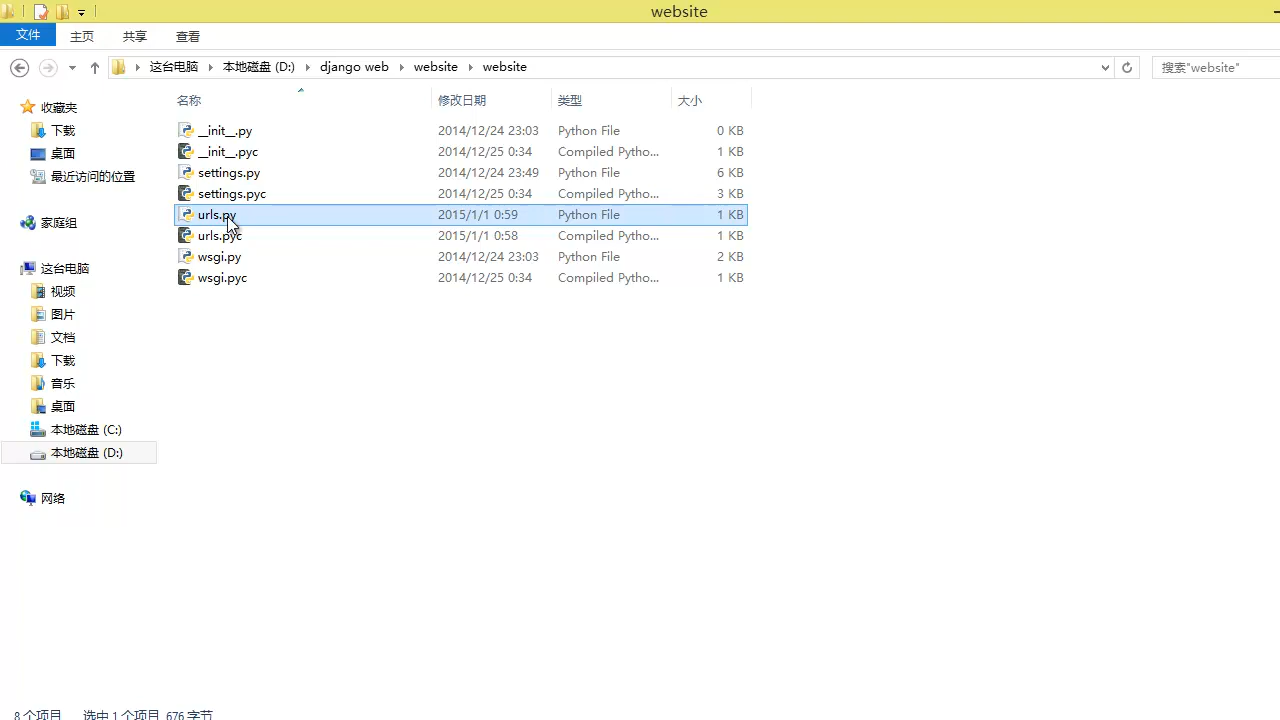 website
文件 主页 共享 查看
这台电脑 本地磁盘 (D:) django web website website 搜索"website"
名称 修改日期 类型 大小
收藏夹
下载
桌面
最近访问的位置
家庭组
这台电脑
视频
图片
文档
下载
音乐
桌面
本地磁盘 (C:)
本地磁盘 (D:)
网络
__init__.py 2014/12/24 23:03 Python File 0 KB
__init__.pyc 2014/12/25 0:34 Compiled Pytho... 1 KB
settings.py 2014/12/24 23:49 Python File 6 KB
settings.pyc 2014/12/25 0:34 Compiled Pytho... 3 KB
urls.py 2015/1/1 0:59 Python File 1 KB
urls.pyc 2015/1/1 0:58 Compiled Pytho... 1 KB
wsgi.py 2014/12/24 23:03 Python File 2 KB
wsgi.pyc 2014/12/25 0:34 Compiled Pytho... 1 KB
8 个项目 选中 1 个项目 676 字节